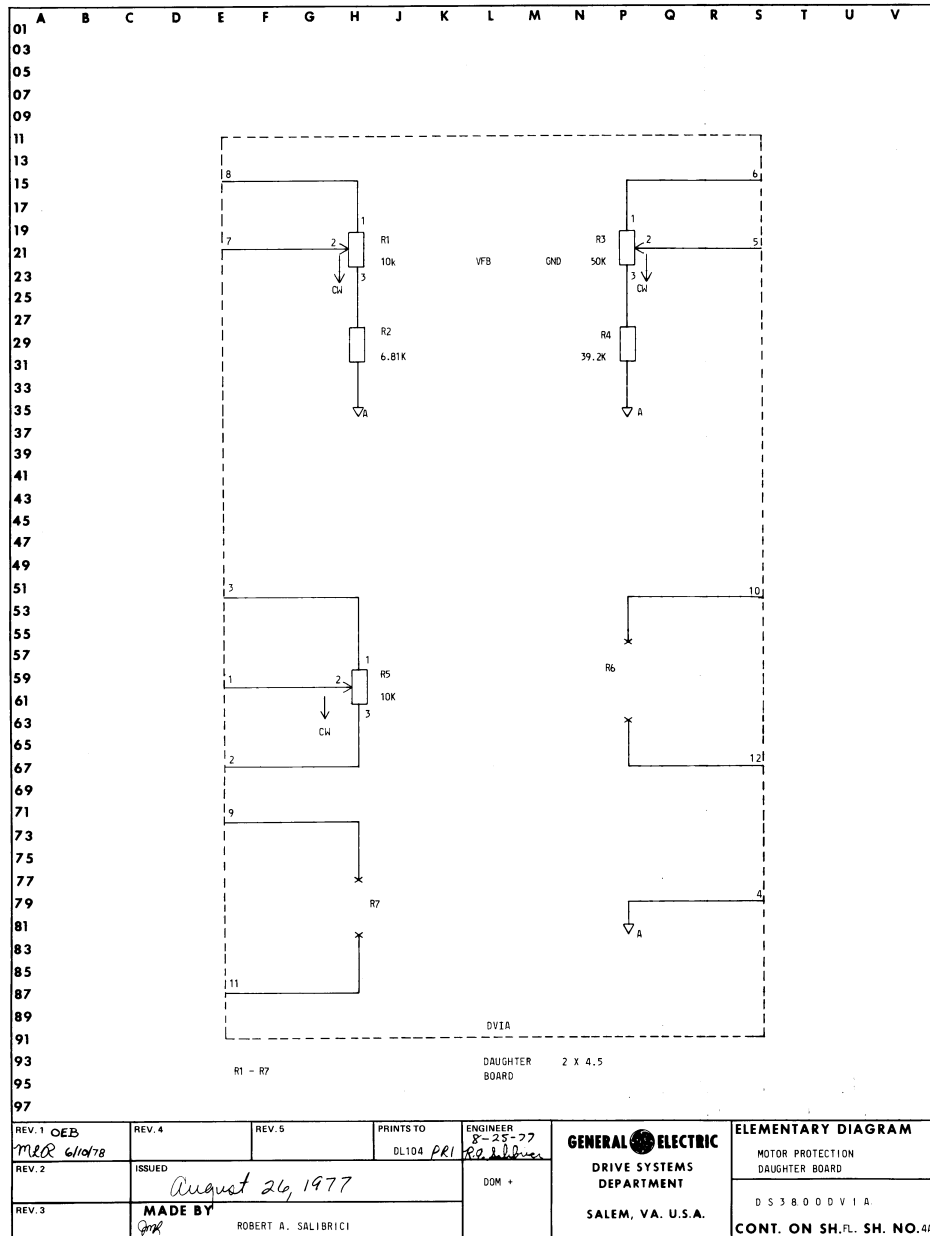 A B C D E F G H J K L M N P Q R S T U V
01
03
05
07
09
11
13
8 6
15
17
1 1
19
7 2 R1 R3 2 5
21
10k VFB GND 50K
3 3
23
CW CW
25
27
R2 R4
29
6.81K 39.2K
31
33
35
A A
37
39
41
43
45
47
49
51
3 10
53
55
57
1 R6
59
1 2 R5
10K
61
3
63
CW
65
2 12
67
69
71
9
73
75
77
79
R7 4
81
A
83
85
11
87
89
DVIA
91
93
R1 - R7 DAUGHTER 2 X 4.5
BOARD
95
97
REV. 1 OEB
MLR 6/10/78
REV. 4
REV. 5
PRINTS TO
DL104 PRI
ENGINEER
8-25-77
GENERAL ELECTRIC
DRIVE SYSTEMS
DEPARTMENT
SALEM, VA. U.S.A.
ELEMENTARY DIAGRAM
MOTOR PROTECTION
DAUGHTER BOARD
REV. 2
ISSUED
August 26, 1977
DOM +
REV. 3
MADE BY
ROBERT A. SALIBRICI
DS3800DV1A
CONT. ON SH.FL. SH. NO.4A